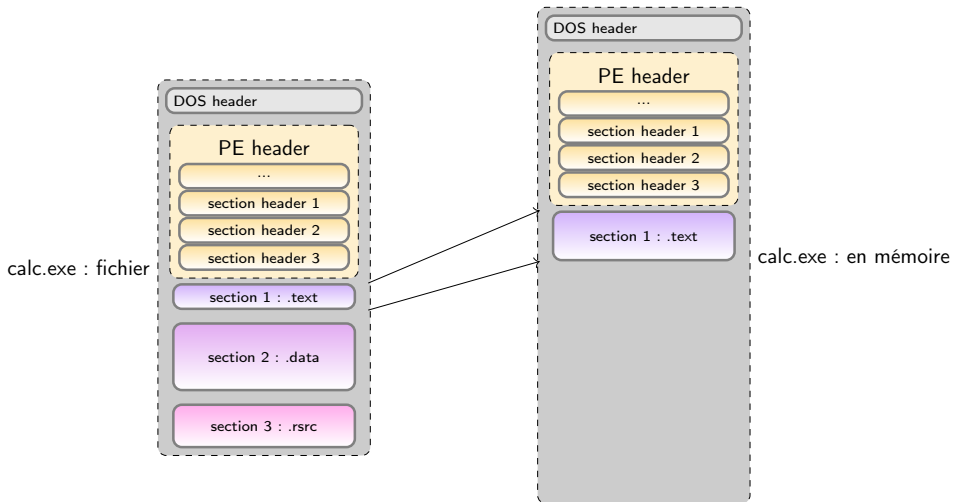 DOS header
PE header
...
section header 1
section header 2
section header 3
calc.exe : fichier
section 1 : .text
section 2 : .data
section 3 : .rsrc
DOS header
PE header
...
section header 1
section header 2
section header 3
section 1 : .text
calc.exe : en mémoire